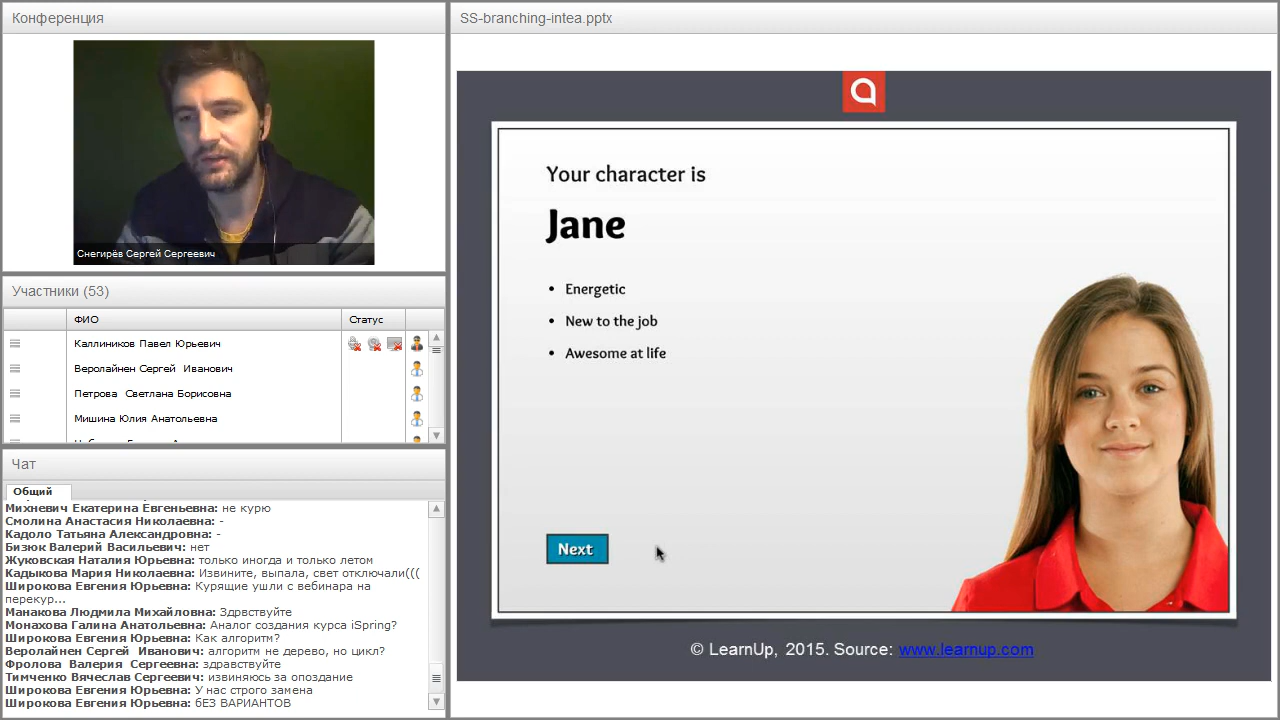 Конференция
Снегирёв Сергей Сергеевич
Участники (53)
ФИО Статус
Каллиников Павел Юрьевич
Веролайнен Сергей Иванович
Петрова Светлана Борисовна
Мишина Юлия Анатольевна
Чат
Общий
Михневич Екатерина Евгеньевна: не курю
Смолина Анастасия Николаевна: -
Кадоло Татьяна Александровна: -
Бизюк Валерий Васильевич: нет
Жуковская Наталия Юрьевна: только иногда и только летом
Кадыкова Мария Николаевна: Извините, выпала, свет отключали(((
Широкова Евгения Юрьевна: Курящие ушли с вебинара на
перекур...
Манакова Людмила Михайловна: Здрвствуйте
Монахова Галина Анатольевна: Аналог создания курса iSpring?
Широкова Евгения Юрьевна: Как алгоритм?
Веролайнен Сергей Иванович: алгоритм не дерево, но цикл?
Фролова Валерия Сергеевна: здравствуйте
Тимченко Вячеслав Сергеевич: извиняюсь за опоздание
Широкова Евгения Юрьевна: У нас строго замена
Широкова Евгения Юрьевна: бЕЗ ВАРИАНТОВ
SS-branching-intea.pptx
Your character is
Jane
• Energetic
• New to the job
• Awesome at life
Next
© LearnUp, 2015. Source: www.learnup.com